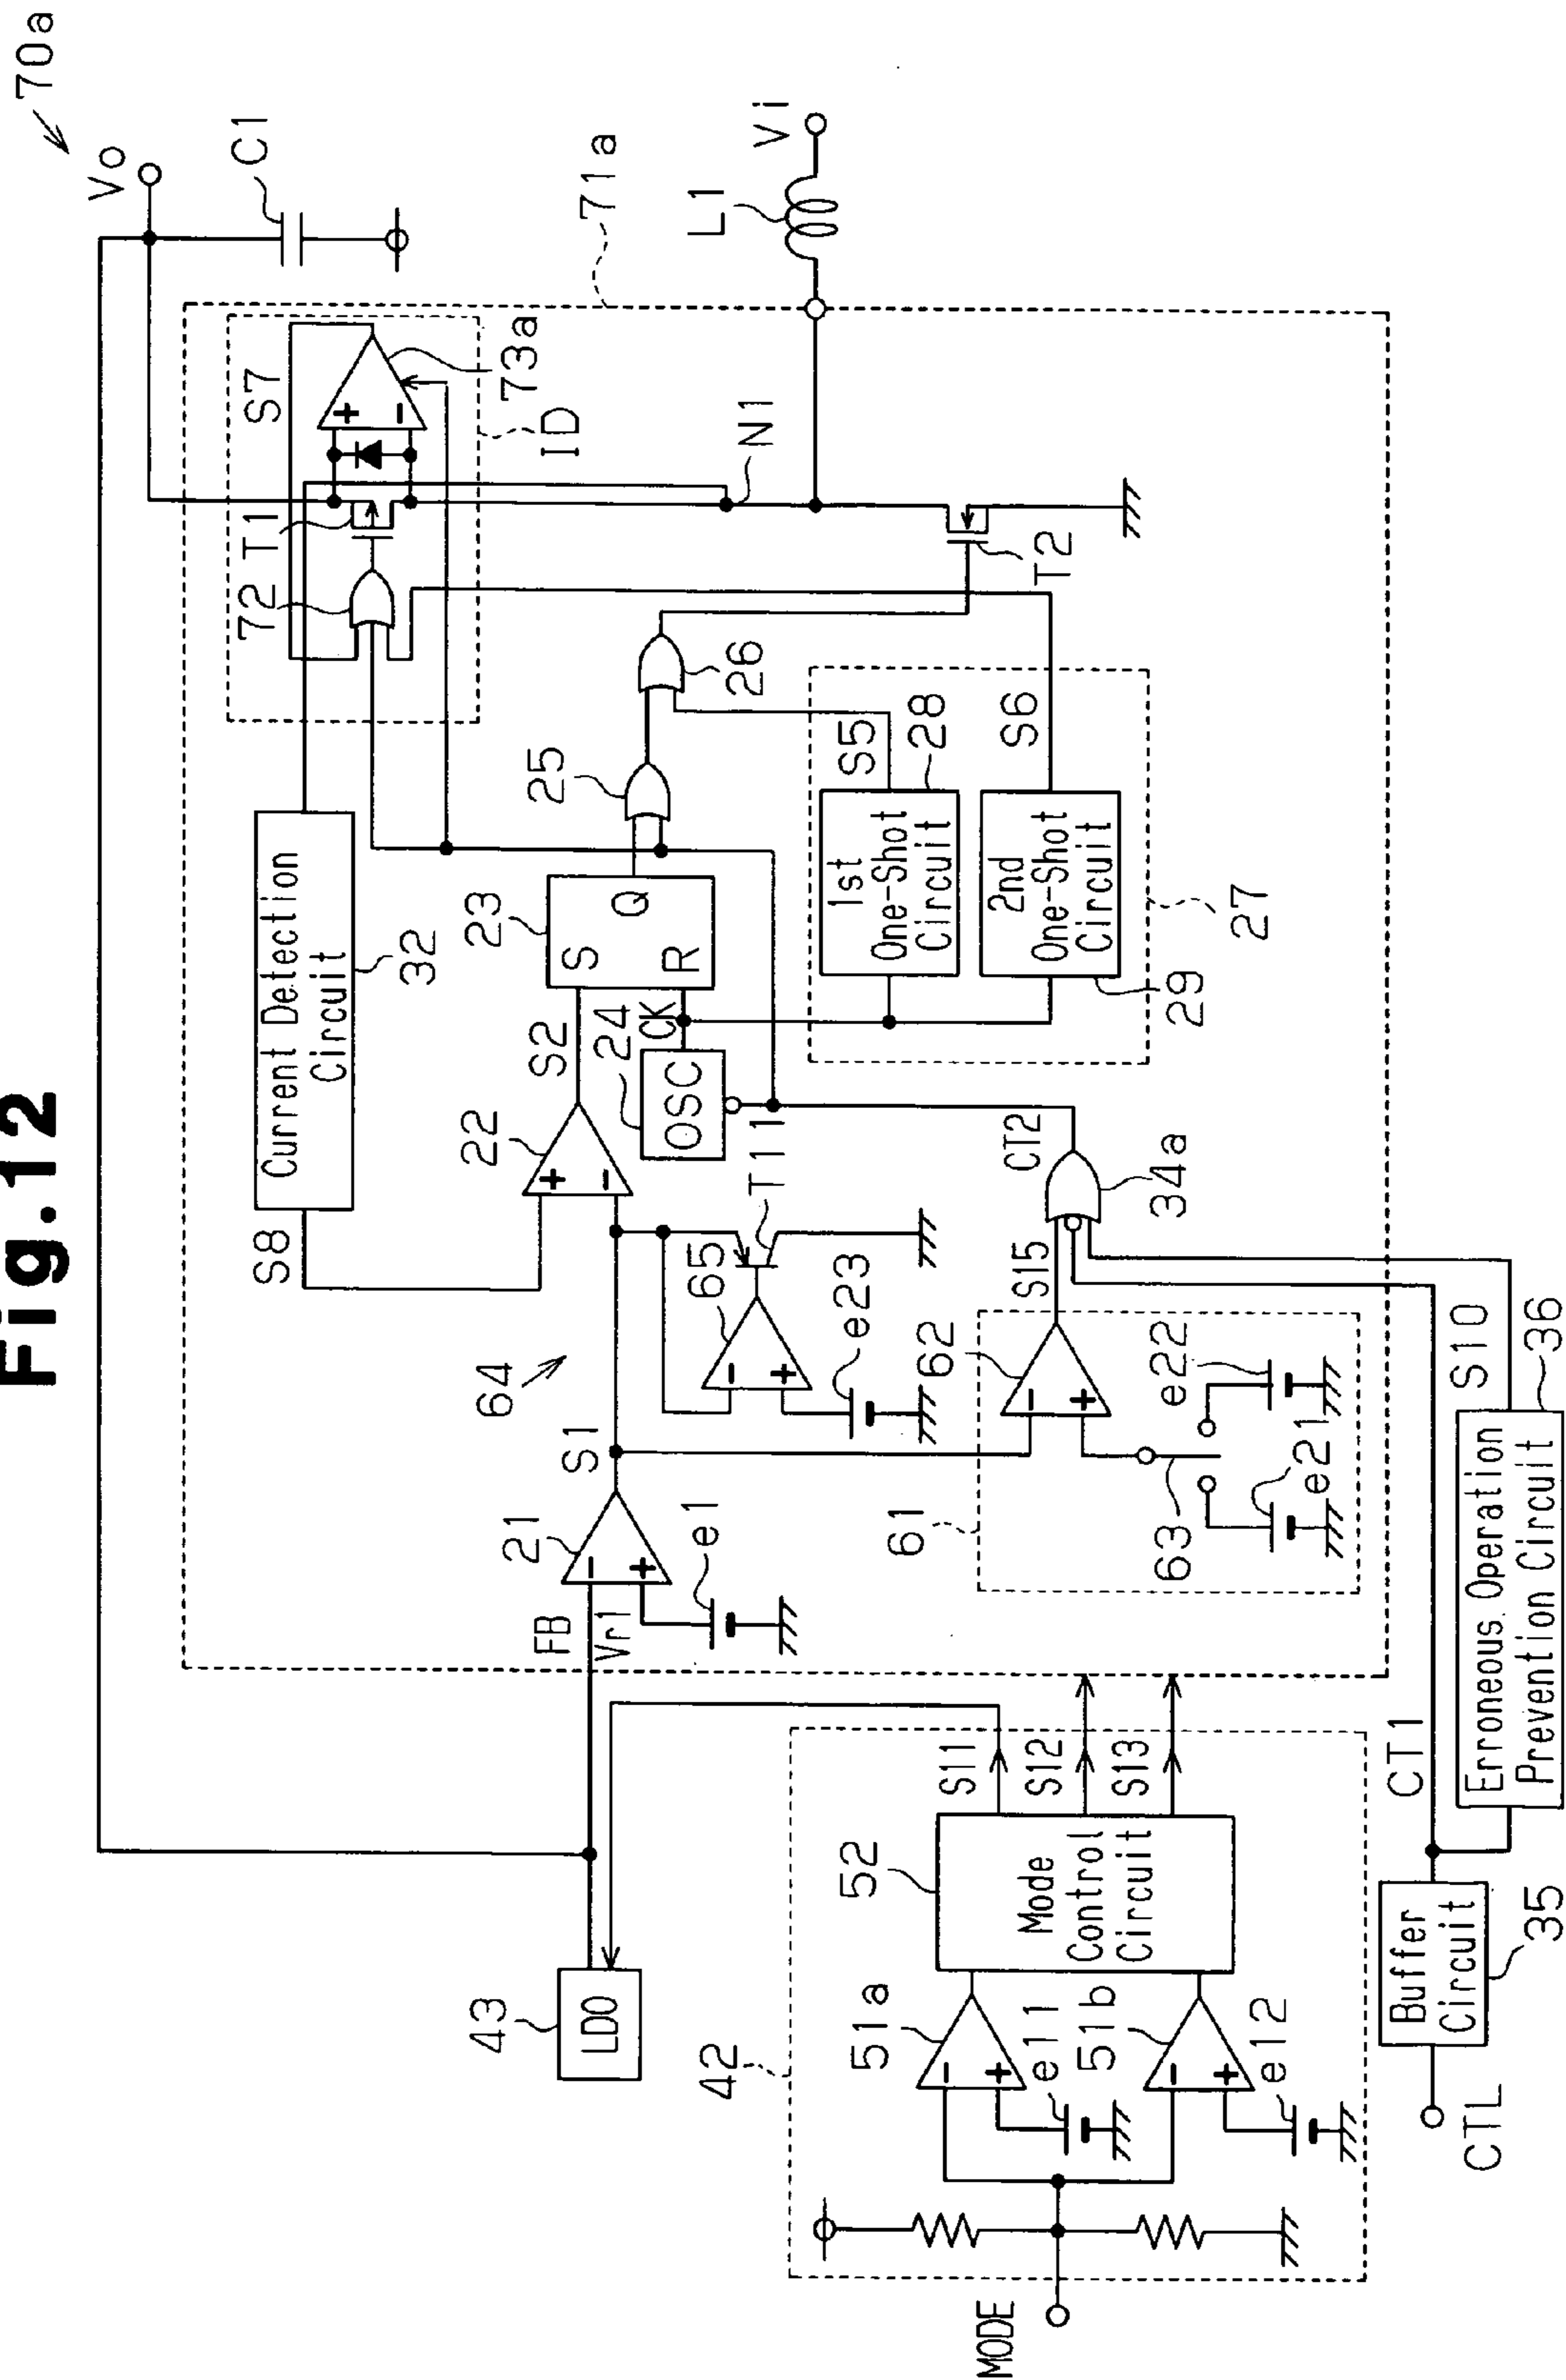 Fig.12
70a
Vo
C1
71a
L1
Vi
Current Detection
Circuit
32
S8
S7
T1
72
73a
ID
N1
T2
64
S1
21
FB
Vr1
e1
22
S2
23
S
Q
R
24
CK
OSC
25
26
65
T11
e23
1st
One-Shot
Circuit
S5
28
2nd
One-Shot
Circuit
S6
29
27
61
62
S15
63
e21
e22
CT2
34a
43
LDO
42
51a
e11
51b
e12
52
Mode
Control
Circuit
S11
S12
S13
MODE
CTL
Buffer
Circuit
35
CT1
S10
Erroneous Operation
Prevention Circuit
36